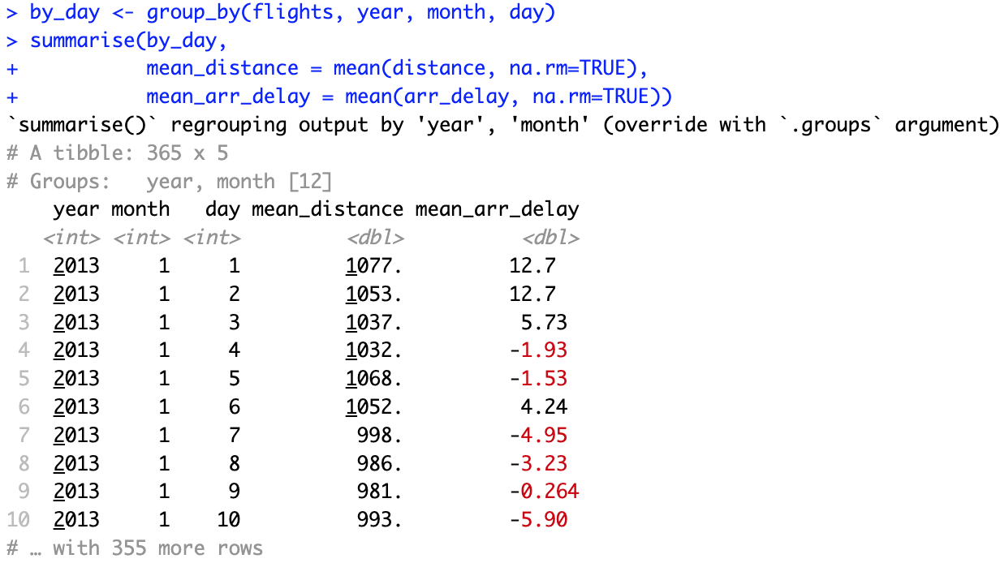 > by_day <- group_by(flights, year, month, day)
> summarise(by_day,
+           mean_distance = mean(distance, na.rm=TRUE),
+           mean_arr_delay = mean(arr_delay, na.rm=TRUE))
`summarise()` regrouping output by 'year', 'month' (override with `.groups` argument)
# A tibble: 365 x 5
# Groups:   year, month [12]
    year month   day mean_distance mean_arr_delay
   <int> <int> <int>         <dbl>          <dbl>
 1  2013     1     1         1077.         12.7
 2  2013     1     2         1053.         12.7
 3  2013     1     3         1037.          5.73
 4  2013     1     4         1032.         -1.93
 5  2013     1     5         1068.         -1.53
 6  2013     1     6         1052.          4.24
 7  2013     1     7          998.         -4.95
 8  2013     1     8          986.         -3.23
 9  2013     1     9          981.         -0.264
10  2013     1    10          993.         -5.90
# … with 355 more rows